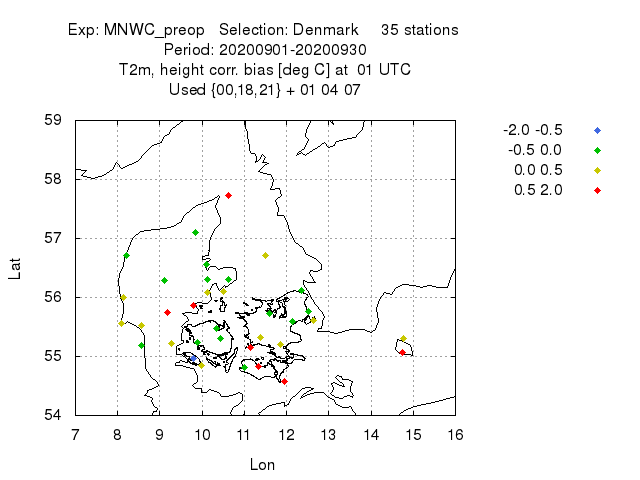 Exp: MNWC_preop   Selection: Denmark     35 stations
Period: 20200901-20200930
T2m, height corr. bias [deg C] at  01 UTC
Used {00,18,21} + 01 04 07
-2.0 -0.5
-0.5 0.0
0.0 0.5
0.5 2.0
59
58
57
56
55
54
Lat
7 8 9 10 11 12 13 14 15 16
Lon